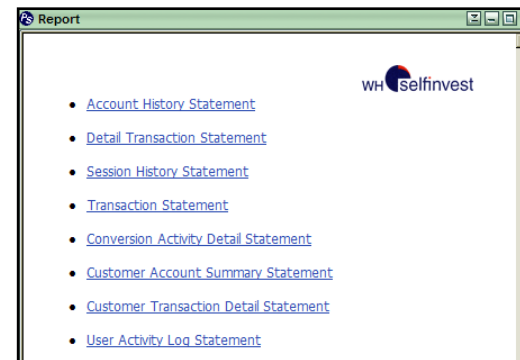 Ps Report
WH selfinvest
Account History Statement
Detail Transaction Statement
Session History Statement
Transaction Statement
Conversion Activity Detail Statement
Customer Account Summary Statement
Customer Transaction Detail Statement
User Activity Log Statement